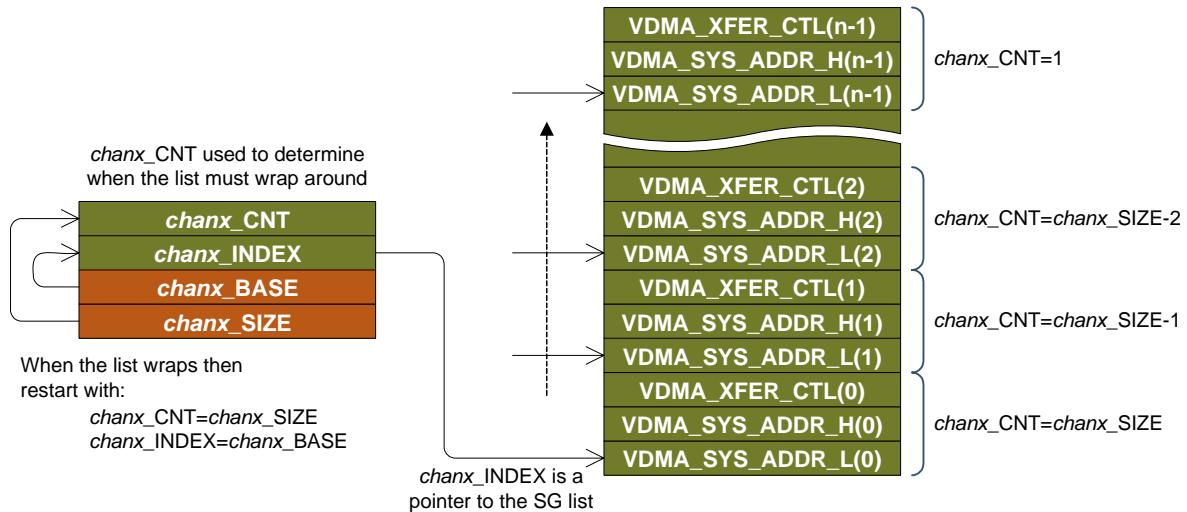 chanx_CNT used to determine
when the list must wrap around
chanx_CNT
chanx_INDEX
chanx_BASE
chanx_SIZE
When the list wraps then
restart with:
chanx_CNT=chanx_SIZE
chanx_INDEX=chanx_BASE
chanx_INDEX is a
pointer to the SG list
VDMA_XFER_CTL(n-1)
VDMA_SYS_ADDR_H(n-1)
VDMA_SYS_ADDR_L(n-1)
chanx_CNT=1
VDMA_XFER_CTL(2)
VDMA_SYS_ADDR_H(2)
VDMA_SYS_ADDR_L(2)
chanx_CNT=chanx_SIZE-2
VDMA_XFER_CTL(1)
VDMA_SYS_ADDR_H(1)
VDMA_SYS_ADDR_L(1)
chanx_CNT=chanx_SIZE-1
VDMA_XFER_CTL(0)
VDMA_SYS_ADDR_H(0)
VDMA_SYS_ADDR_L(0)
chanx_CNT=chanx_SIZE